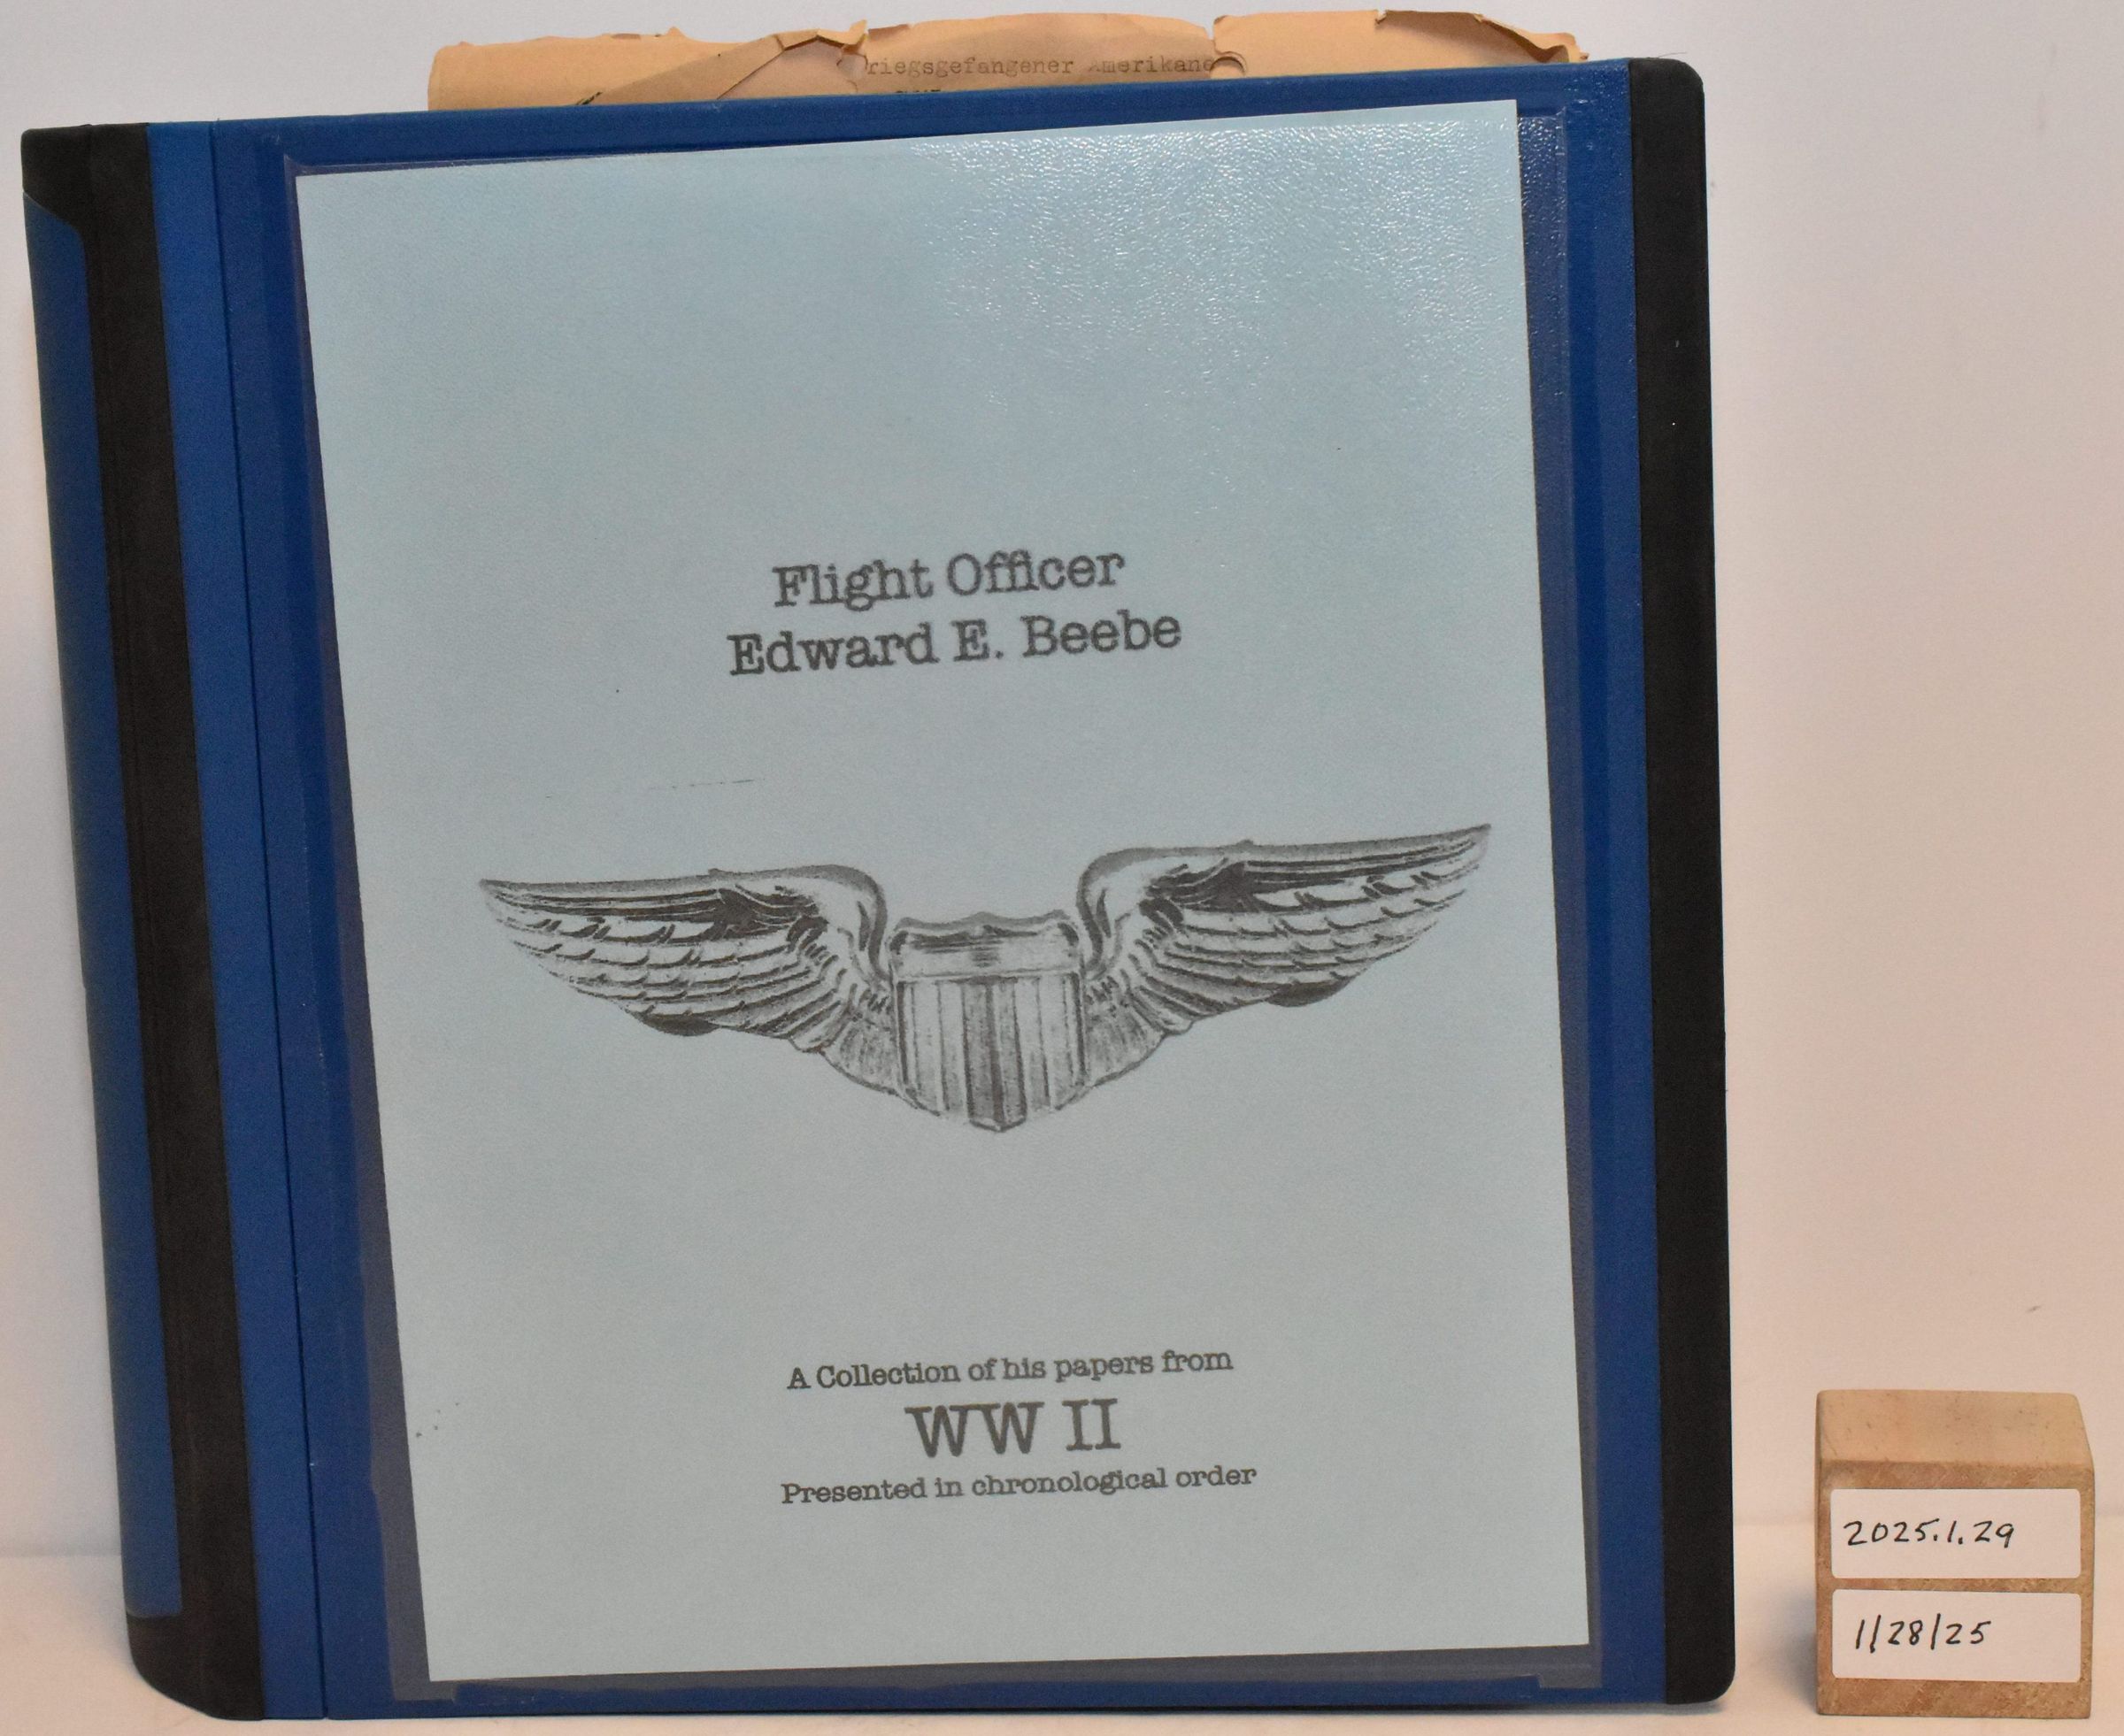 riegsgefangener Amerikane
Flight Officer
Edward E. Beebe
A Collection of his papers from
WW II
Presented in chronological order
2025.1.29
1/28/25